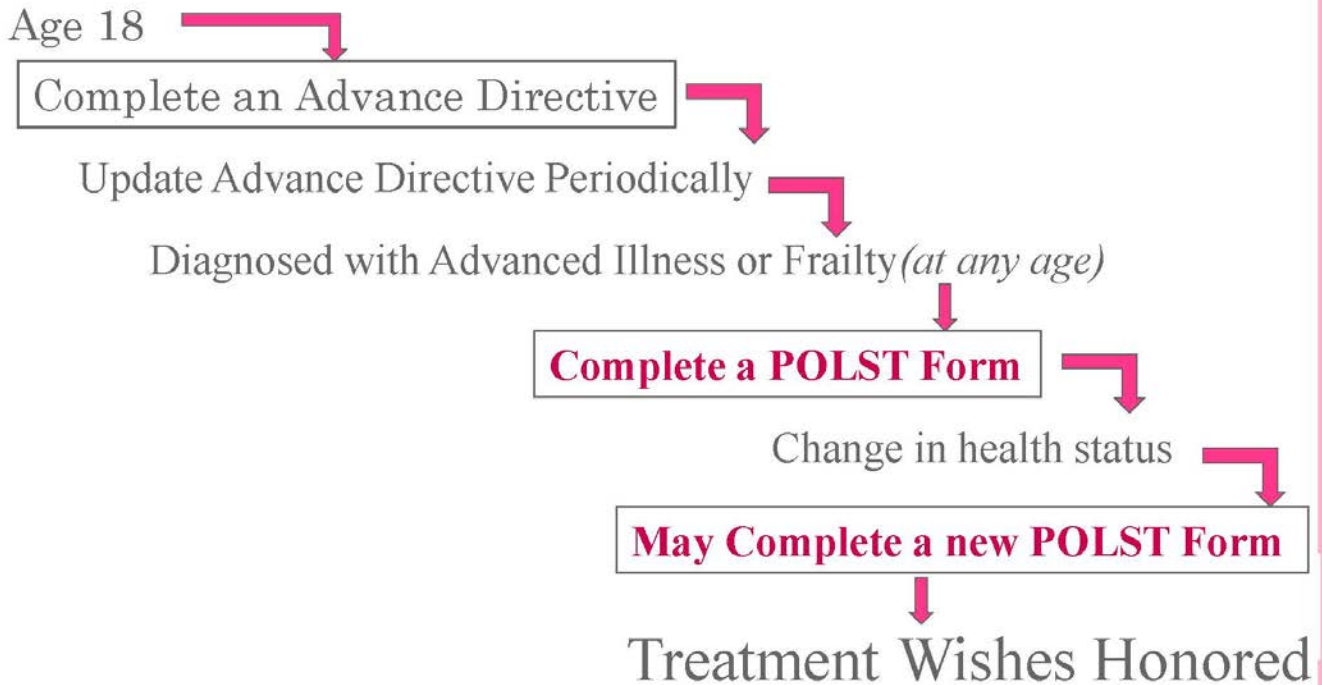 Age 18
Complete an Advance Directive
Update Advance Directive Periodically
Diagnosed with Advanced Illness or Frailty(at any age)
Complete a POLST Form
Change in health status
May Complete a new POLST Form
Treatment Wishes Honored